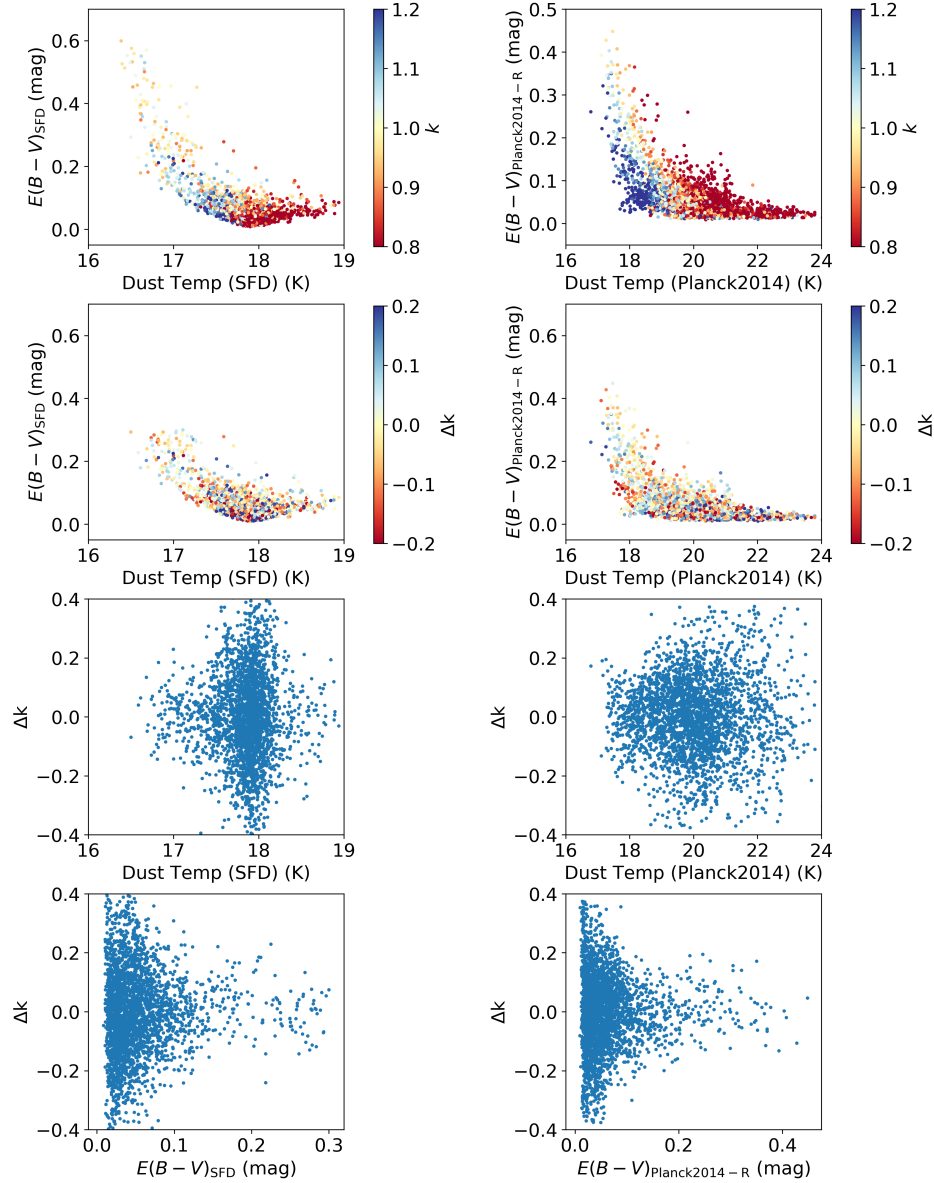 0.6
0.4
0.2
0.0
E(B − V)SFD (mag)
16 17 18 19
Dust Temp (SFD) (K)
1.2
1.1
1.0
0.9
0.8
k
0.5
0.4
0.3
0.2
0.1
0.0
E(B − V)Planck2014 − R (mag)
16 18 20 22 24
Dust Temp (Planck2014) (K)
1.2
1.1
1.0
0.9
0.8
k
0.6
0.4
0.2
0.0
E(B − V)SFD (mag)
16 17 18 19
Dust Temp (SFD) (K)
0.2
0.1
0.0
−0.1
−0.2
Δk
0.6
0.4
0.2
0.0
E(B − V)Planck2014 − R (mag)
16 18 20 22 24
Dust Temp (Planck2014) (K)
0.2
0.1
0.0
−0.1
−0.2
Δk
0.4
0.2
0.0
−0.2
−0.4
Δk
16 17 18 19
Dust Temp (SFD) (K)
0.4
0.2
0.0
−0.2
−0.4
Δk
16 18 20 22 24
Dust Temp (Planck2014) (K)
0.4
0.2
0.0
−0.2
−0.4
Δk
0.0 0.1 0.2 0.3
E(B − V)SFD (mag)
0.4
0.2
0.0
−0.2
−0.4
Δk
0.0 0.2 0.4
E(B − V)Planck2014 − R (mag)